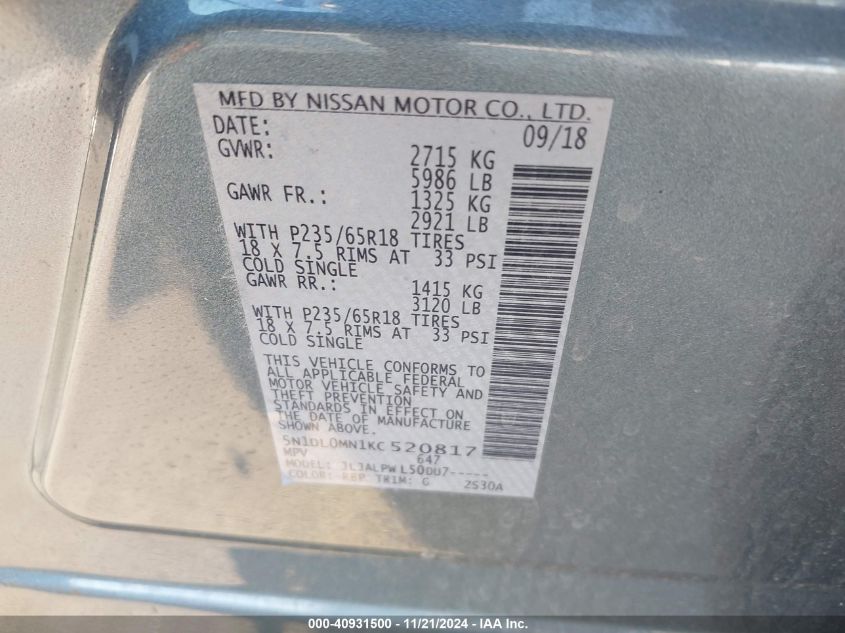 MFD BY NISSAN MOTOR CO., LTD.
DATE: 09/18
GVWR: 2715 KG
5986 LB
GAWR FR.: 1325 KG
2921 LB
WITH P235/65R18 TIRES
18 X 7.5 RIMS AT 33 PSI
COLD SINGLE
GAWR RR.: 1415 KG
3120 LB
WITH P235/65R18 TIRES
18 X 7.5 RIMS AT 33 PSI
COLD SINGLE
THIS VEHICLE CONFORMS TO
ALL APPLICABLE FEDERAL
MOTOR VEHICLE SAFETY AND
THEFT PREVENTION
STANDARDS IN EFFECT ON
THE DATE OF MANUFACTURE
SHOWN ABOVE.
5N1DL0MN1KC520817
MPV 647
MODEL:
COLOR: RBP TRIM: G 2S30A
000-40931500 — 11/21/2024 — IAA Inc.